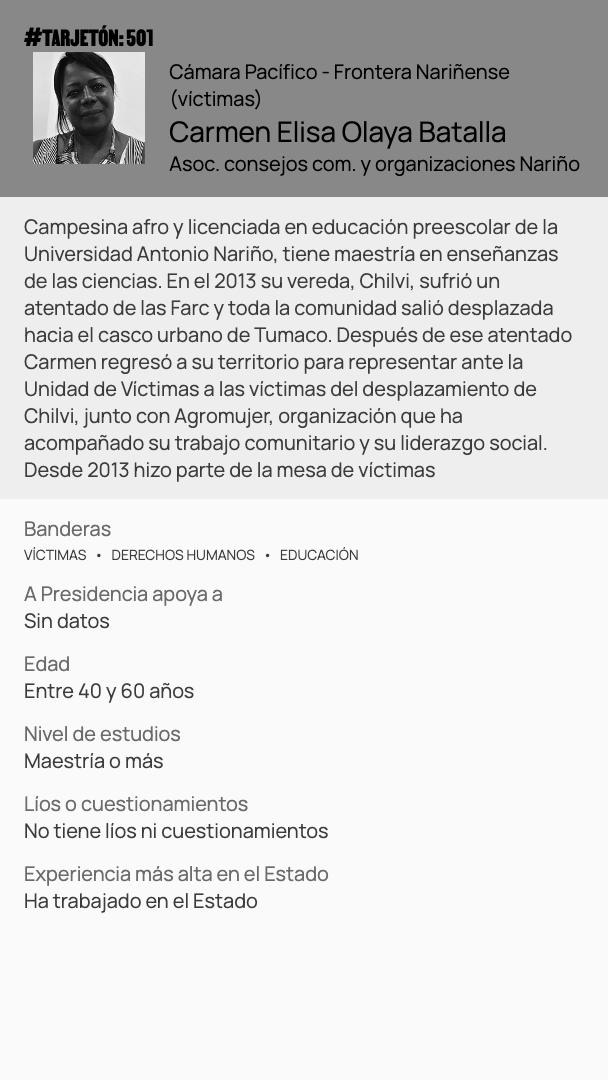 #TARJETÓN: 501
Cámara Pacífico - Frontera Nariñense
(víctimas)
Carmen Elisa Olaya Batalla
Asoc. consejos com. y organizaciones Nariño
Campesina afro y licenciada en educación preescolar de la
Universidad Antonio Nariño, tiene maestría en enseñanzas
de las ciencias. En el 2013 su vereda, Chilvi, sufrió un
atentado de las Farc y toda la comunidad salió desplazada
hacia el casco urbano de Tumaco. Después de ese atentado
Carmen regresó a su territorio para representar ante la
Unidad de Víctimas a las víctimas del desplazamiento de
Chilvi, junto con Agromujer, organización que ha
acompañado su trabajo comunitario y su liderazgo social.
Desde 2013 hizo parte de la mesa de víctimas
Banderas
VÍCTIMAS • DERECHOS HUMANOS • EDUCACIÓN
A Presidencia apoya a
Sin datos
Edad
Entre 40 y 60 años
Nivel de estudios
Maestría o más
Líos o cuestionamientos
No tiene líos ni cuestionamientos
Experiencia más alta en el Estado
Ha trabajado en el Estado